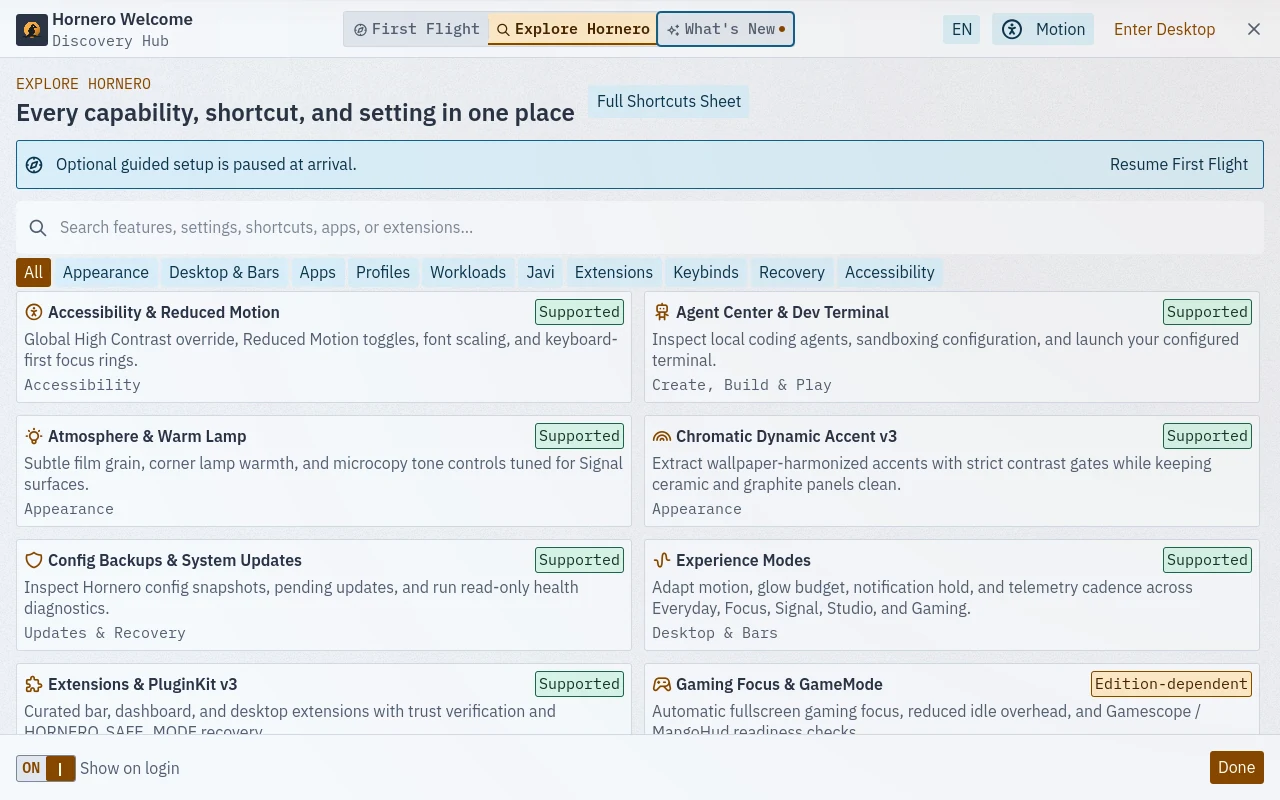 Hornero Welcome
Discovery Hub
First Flight
Explore Hornero
What's New
EN
Motion
Enter Desktop
EXPLORE HORNERO
Every capability, shortcut, and setting in one place
Full Shortcuts Sheet
Optional guided setup is paused at arrival.
Resume First Flight
Search features, settings, shortcuts, apps, or extensions...
All
Appearance
Desktop & Bars
Apps
Profiles
Workloads
Javi
Extensions
Keybinds
Recovery
Accessibility
Accessibility & Reduced Motion
Supported
Global High Contrast override, Reduced Motion toggles, font scaling, and keyboard-
first focus rings.
Accessibility
Agent Center & Dev Terminal
Supported
Inspect local coding agents, sandboxing configuration, and launch your configured
terminal.
Create, Build & Play
Atmosphere & Warm Lamp
Supported
Subtle film grain, corner lamp warmth, and microcopy tone controls tuned for Signal
surfaces.
Appearance
Chromatic Dynamic Accent v3
Supported
Extract wallpaper-harmonized accents with strict contrast gates while keeping
ceramic and graphite panels clean.
Appearance
Config Backups & System Updates
Supported
Inspect Hornero config snapshots, pending updates, and run read-only health
diagnostics.
Updates & Recovery
Experience Modes
Supported
Adapt motion, glow budget, notification hold, and telemetry cadence across
Everyday, Focus, Signal, Studio, and Gaming.
Desktop & Bars
Extensions & PluginKit v3
Supported
Curated bar, dashboard, and desktop extensions with trust verification and
HORNERO_SAFE_MODE recovery.
Gaming Focus & GameMode
Edition-dependent
Automatic fullscreen gaming focus, reduced idle overhead, and Gamescope /
MangoHud readiness checks.
ON
Show on login
Done